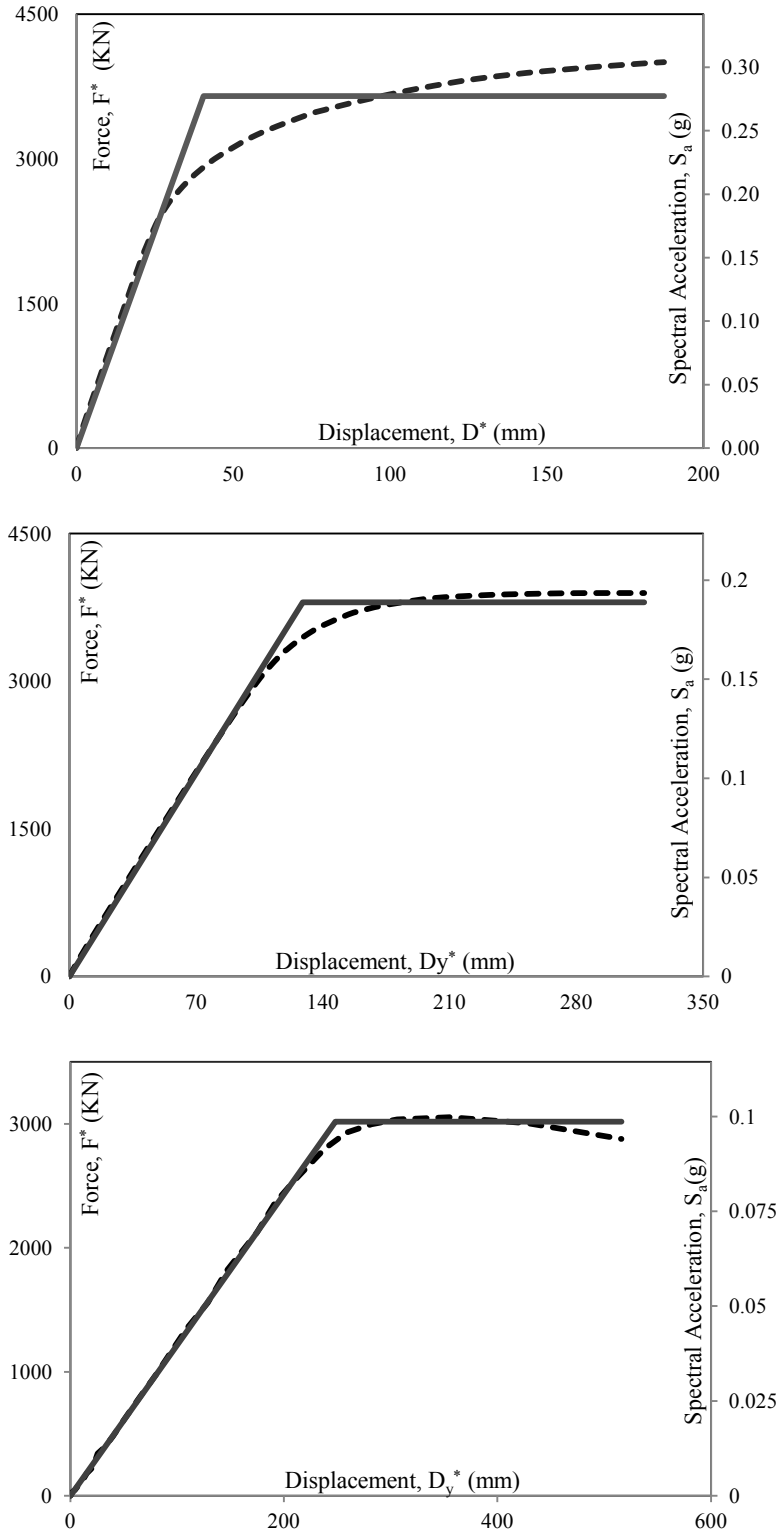 4500
3000
1500
0
Force, F* (KN)
Spectral Acceleration, Sa (g)
0.30
0.25
0.20
0.15
0.10
0.05
0.00
Displacement, D* (mm)
0 50 100 150 200
4500
3000
1500
0
Force, F* (KN)
Spectral Acceleration, Sa (g)
0.2
0.15
0.1
0.05
0
Displacement, Dy* (mm)
0 70 140 210 280 350
3000
2000
1000
0
Force, F* (KN)
Spectral Acceleration, Sa(g)
0.1
0.075
0.05
0.025
0
Displacement, Dy* (mm)
0 200 400 600